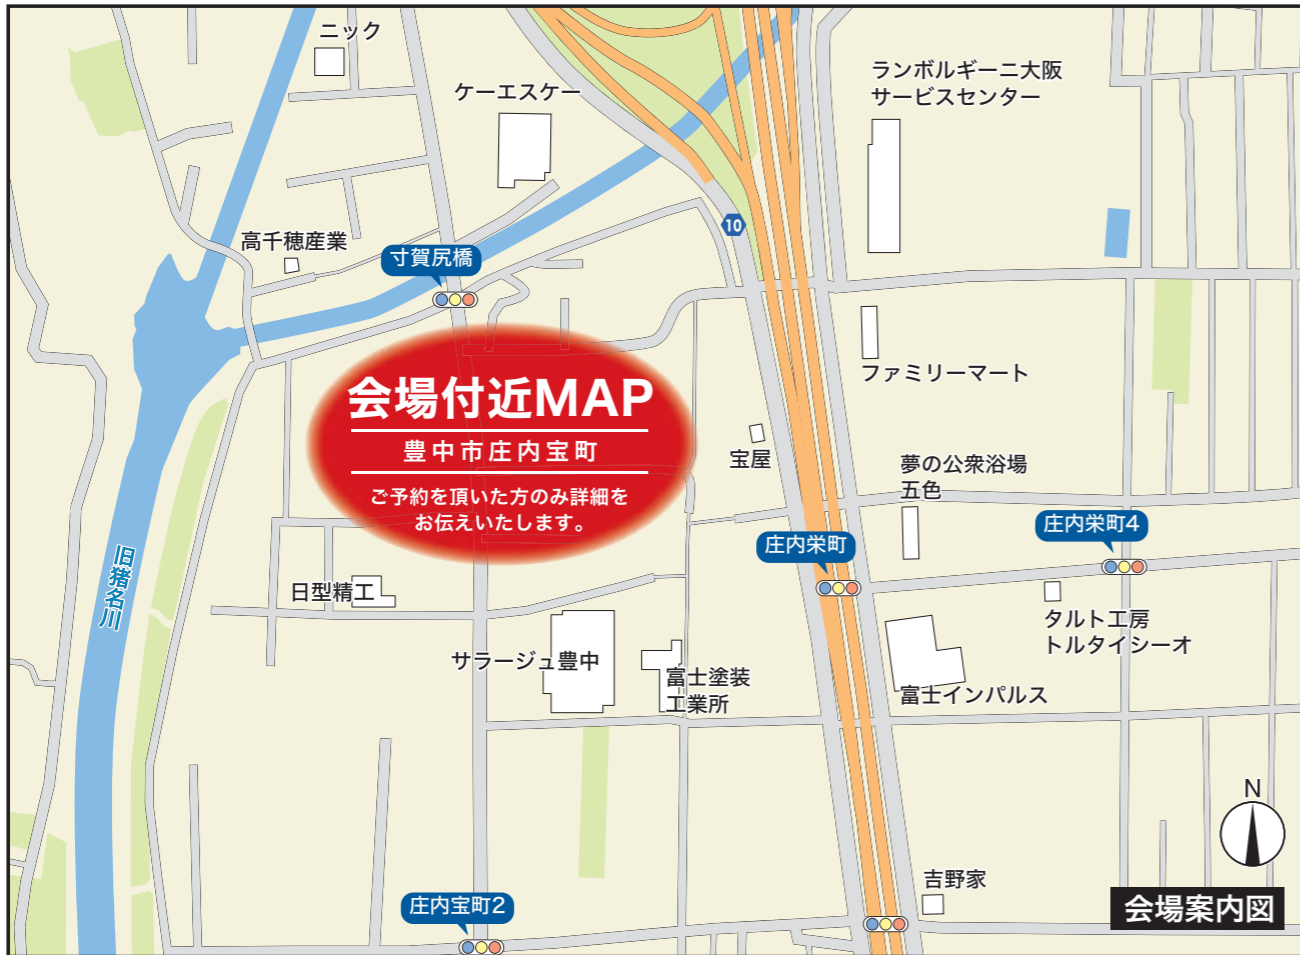 ニック
ケーエスケー
ランボルギーニ大阪
サービスセンター
10
高千穂産業
寸賀尻橋
ファミリーマート
会場付近MAP
豊中市庄内宝町
ご予約を頂いた方のみ詳細を
お伝えいたします。
宝屋
夢の公衆浴場
五色
庄内栄町
庄内栄町4
旧猪名川
日型精工
タルト工房
トルタイシーオ
サラージュ豊中
富士塗装
工業所
富士インパルス
N
吉野家
庄内宝町2
会場案内図